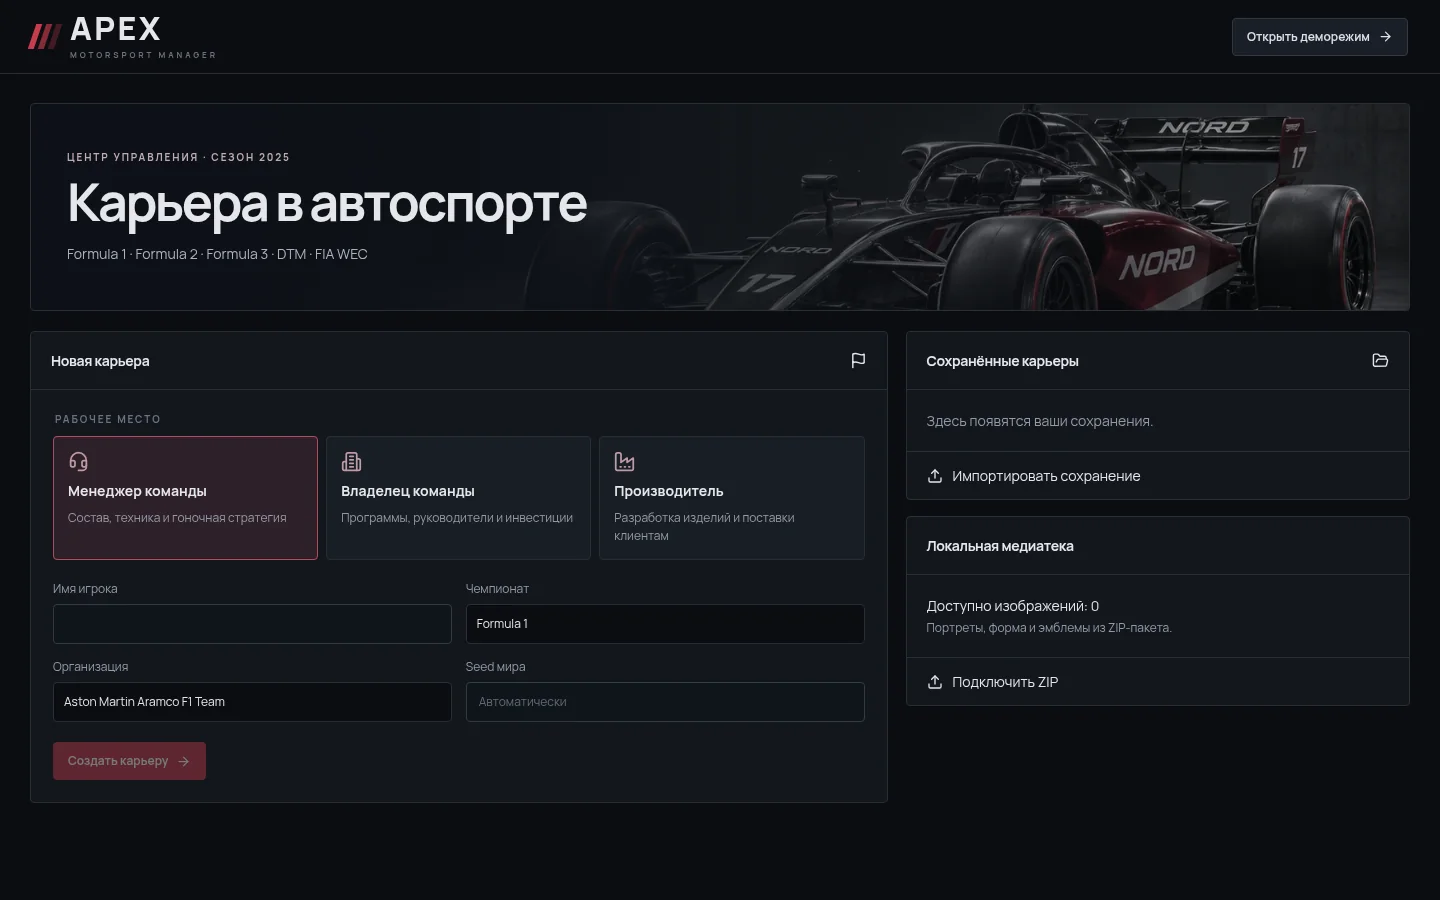 APEX
MOTORSPORT MANAGER
Открыть деморежим
ЦЕНТР УПРАВЛЕНИЯ · СЕЗОН 2025
Карьера в автоспорте
Formula 1 · Formula 2 · Formula 3 · DTM · FIA WEC
NORD
17
NORD
17
NORD
Новая карьера
РАБОЧЕЕ МЕСТО
Менеджер команды
Состав, техника и гоночная стратегия
Владелец команды
Программы, руководители и инвестиции
Производитель
Разработка изделий и поставки
клиентам
Имя игрока
Чемпионат
Formula 1
Организация
Aston Martin Aramco F1 Team
Seed мира
Автоматически
Создать карьеру
Сохранённые карьеры
Здесь появятся ваши сохранения.
Импортировать сохранение
Локальная медиатека
Доступно изображений: 0
Портреты, форма и эмблемы из ZIP-пакета.
Подключить ZIP